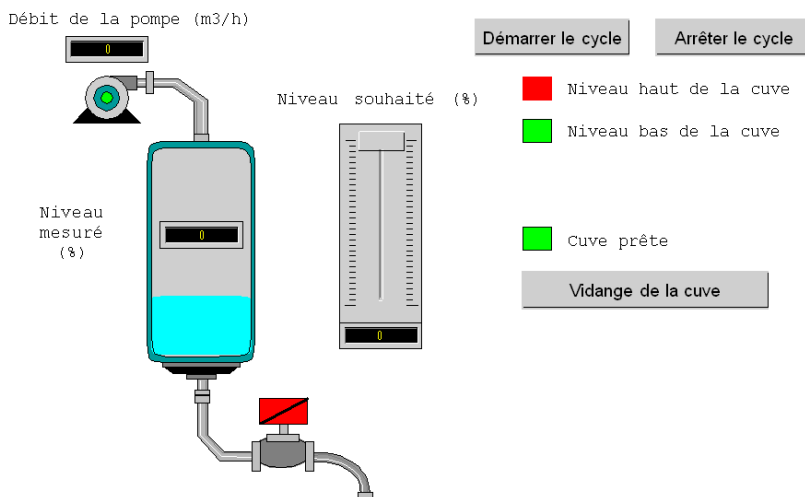 Débit de la pompe (m3/h)
0
Démarrer le cycle
Arrêter le cycle
Niveau haut de la cuve
Niveau souhaité (%)
Niveau bas de la cuve
Niveau
mesuré
(%)
0
Cuve prête
Vidange de la cuve
0